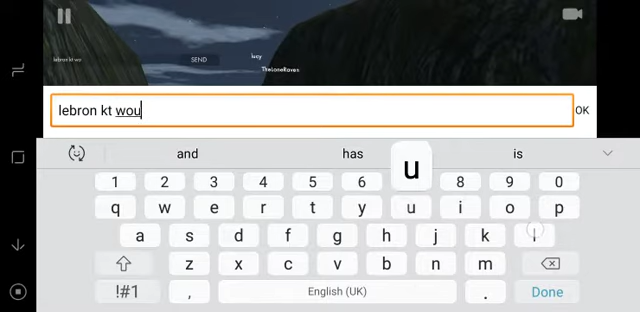 lucy
lebron kt wo
SEND
TheLoneRaven
lebron kt wou
OK
and has is
u
1 2 3 4 5 6 8 9 0
q w e r t y u i o p
a s d f g h j k l
z x c v b n m
!#1 , English (UK) . Done